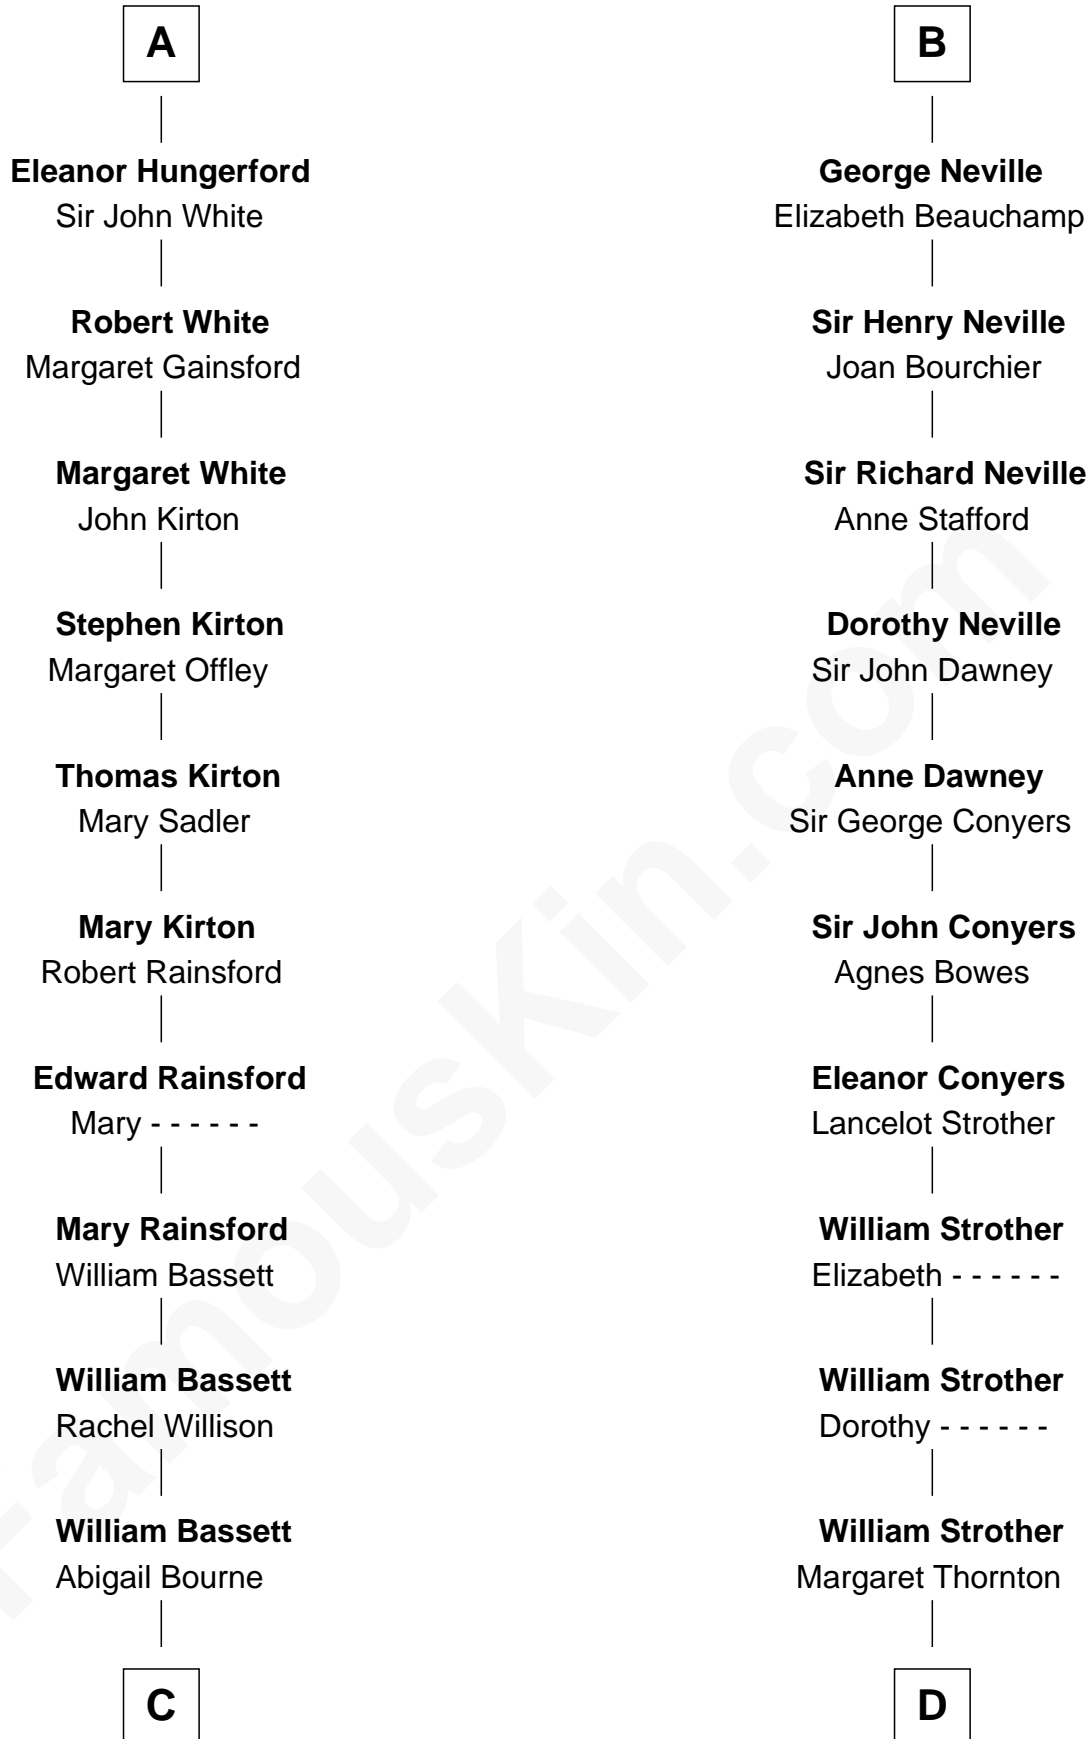 A
Eleanor Hungerford
Sir John White
Robert White
Margaret Gainsford
Margaret White
John Kirton
Stephen Kirton
Margaret Offley
Thomas Kirton
Mary Sadler
Mary Kirton
Robert Rainsford
Edward Rainsford
Mary - - - - - -
Mary Rainsford
William Bassett
William Bassett
Rachel Willison
William Bassett
Abigail Bourne
C
B
George Neville
Elizabeth Beauchamp
Sir Henry Neville
Joan Bourchier
Sir Richard Neville
Anne Stafford
Dorothy Neville
Sir John Dawney
Anne Dawney
Sir George Conyers
Sir John Conyers
Agnes Bowes
Eleanor Conyers
Lancelot Strother
William Strother
Elizabeth - - - - - -
William Strother
Dorothy - - - - - -
William Strother
Margaret Thornton
D
FamousKin.com